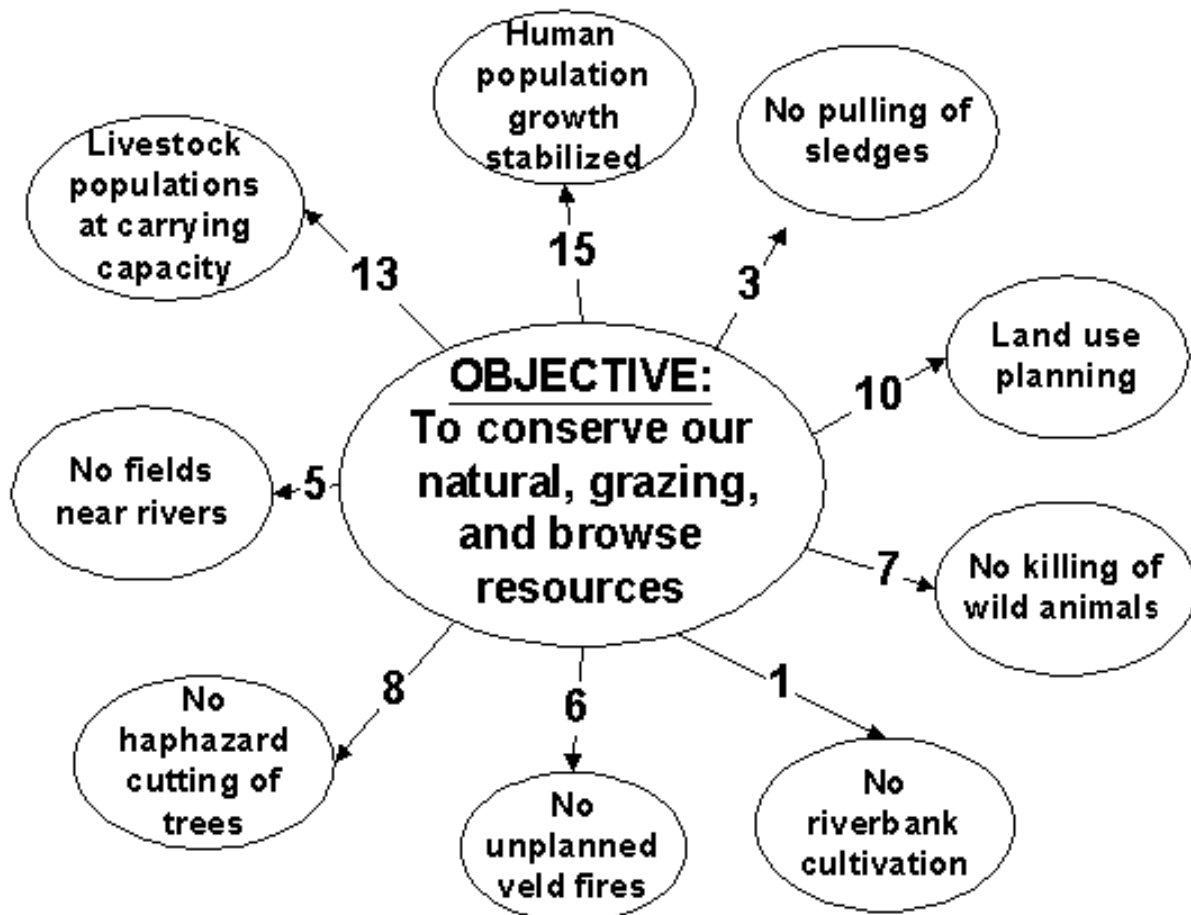 Human
population
growth
stabilized
No pulling of
sledges
Livestock
populations
at carrying
capacity
15
13
3
Land use
planning
10
OBJECTIVE:
To conserve our
natural, grazing,
and browse
resources
No fields
near rivers
5
7
No killing of
wild animals
8
6
1
No
haphazard
cutting of
trees
No
unplanned
veld fires
No
riverbank
cultivation